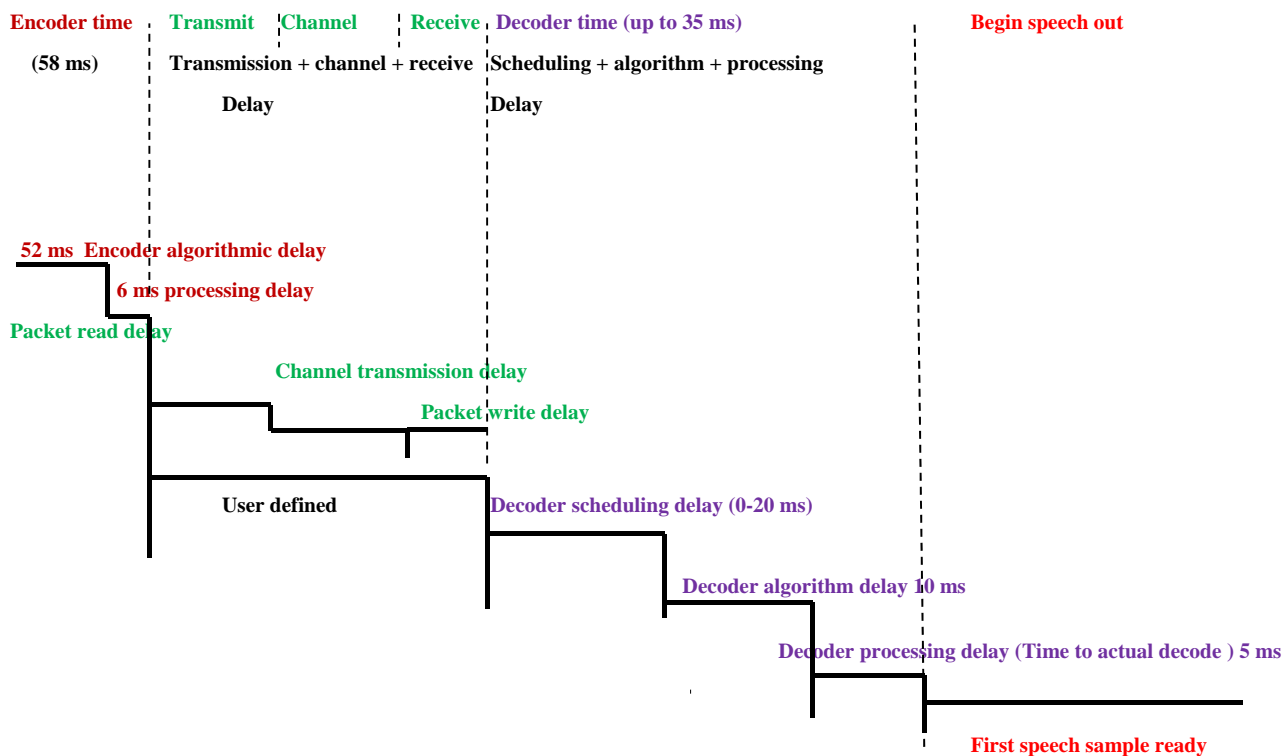 Encoder time
Transmit
Channel
Receive
Decoder time (up to 35 ms)
Begin speech out
(58 ms)
Transmission + channel + receive
Scheduling + algorithm + processing
Delay
Delay
52 ms Encoder algorithmic delay
6 ms processing delay
Packet read delay
Channel transmission delay
Packet write delay
User defined
Decoder scheduling delay (0-20 ms)
Decoder algorithm delay 10 ms
Decoder processing delay (Time to actual decode ) 5 ms
First speech sample ready